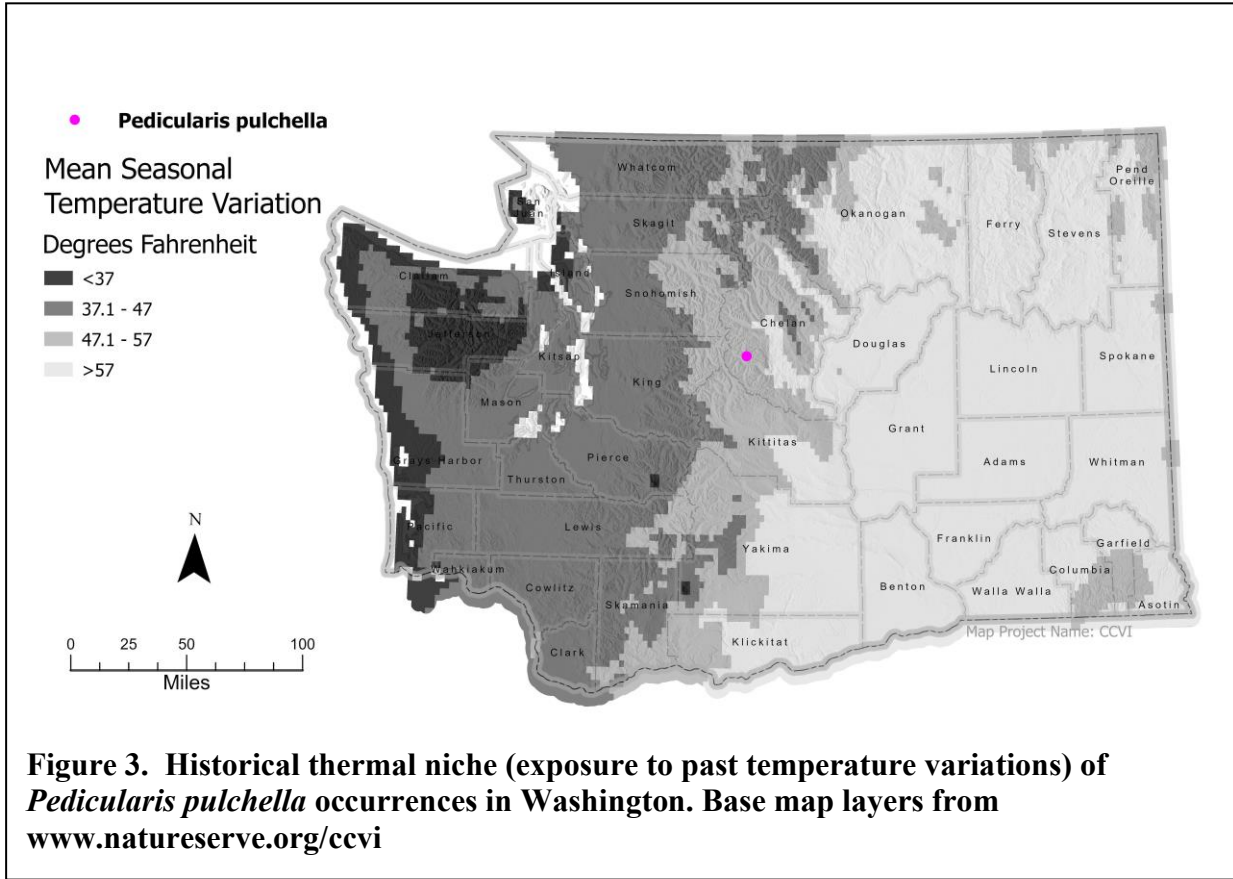 Pedicularis pulchella
Mean Seasonal
Temperature Variation
Degrees Fahrenheit
<37
37.1 - 47
47.1 - 57
>57
Whatcom
Pend
Oreille
San
Juan
Okanogan
Ferry
Stevens
Skagit
Clallam
Island
Snohomish
Chelan
Jefferson
Douglas
Kitsap
Spokane
Lincoln
King
Mason
Grant
Kittitas
Pierce
Grays Harbor
Adams
Whitman
Thurston
Pacific
Lewis
Franklin
Garfield
Yakima
Columbia
Wahkiakum
Benton
Walla Walla
Cowlitz
Skamania
Asotin
Map Project Name: CCVI
Klickitat
Clark
N
0 25 50 100
Miles
Figure 3. Historical thermal niche (exposure to past temperature variations) of
Pedicularis pulchella occurrences in Washington. Base map layers from
www.natureserve.org/ccvi